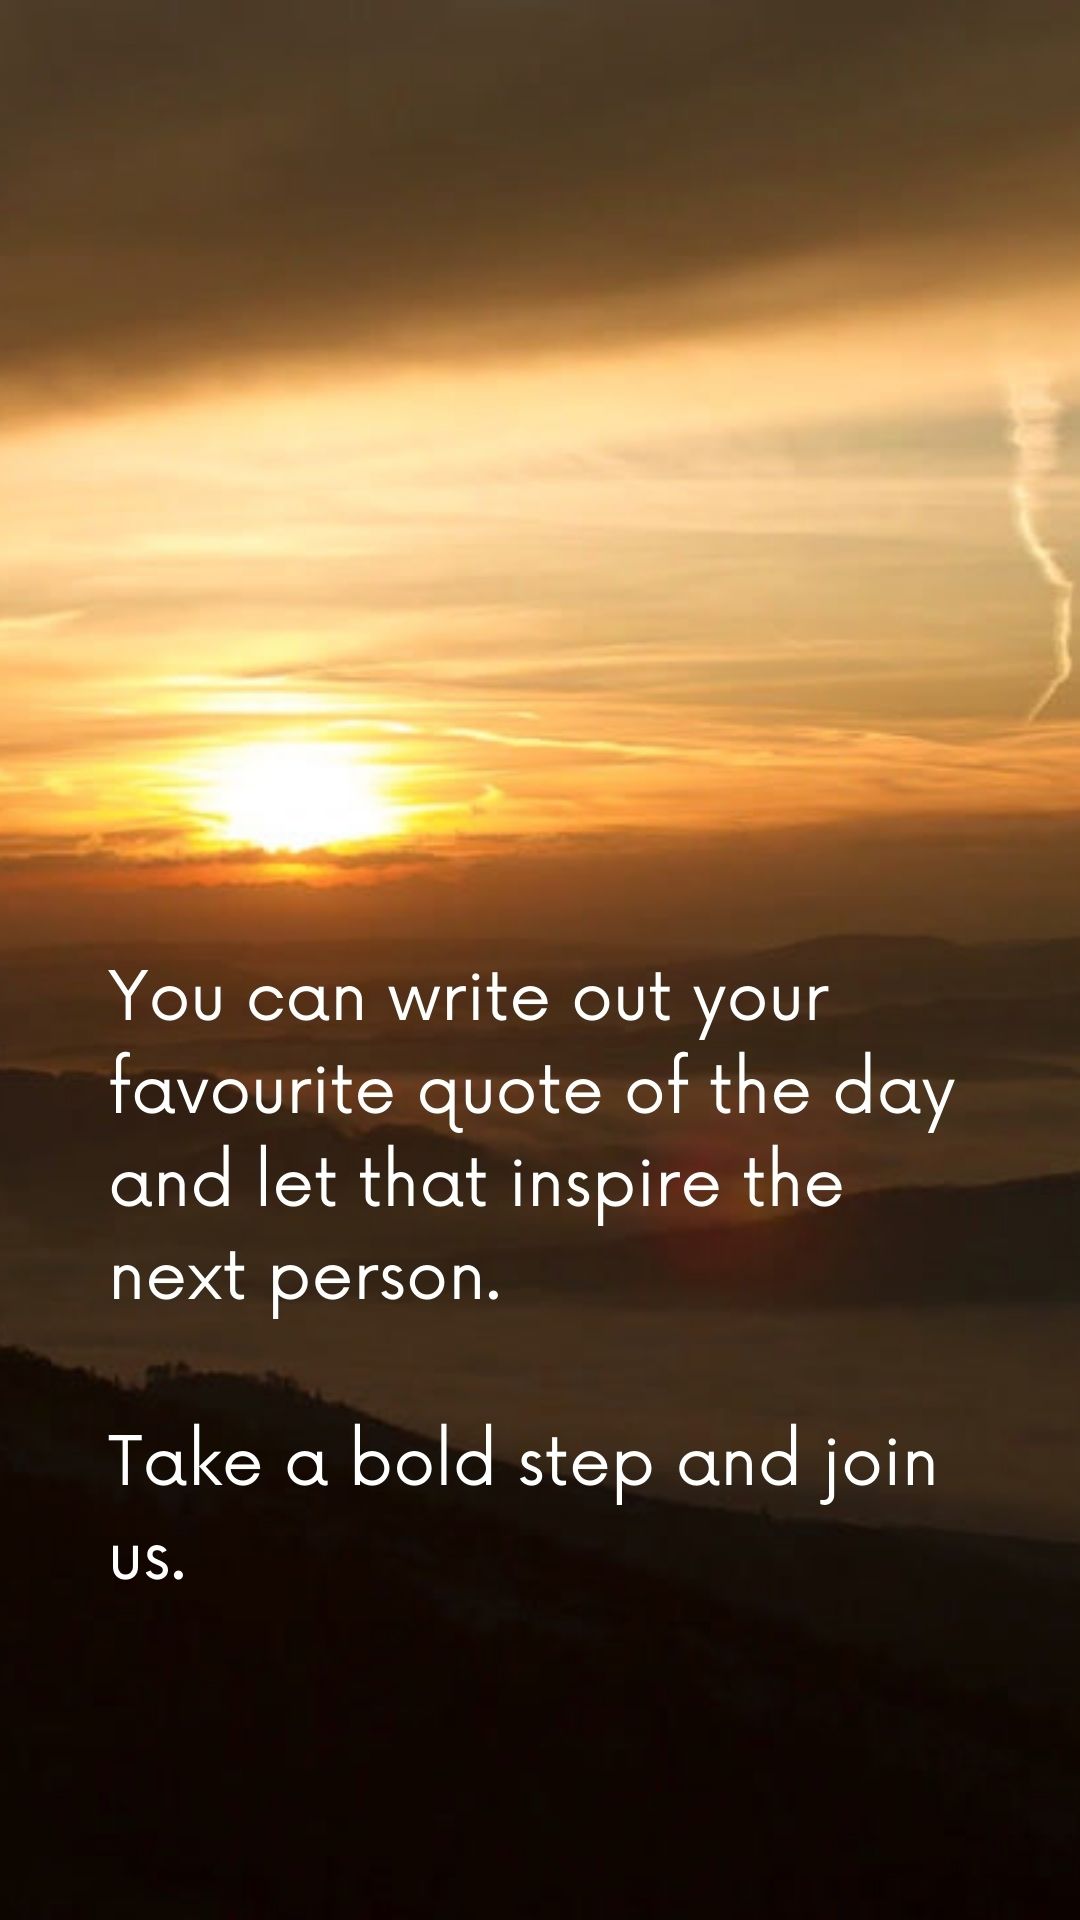 You can write out your
favourite quote of the day
and let that inspire the
next person.
Take a bold step and join
us.